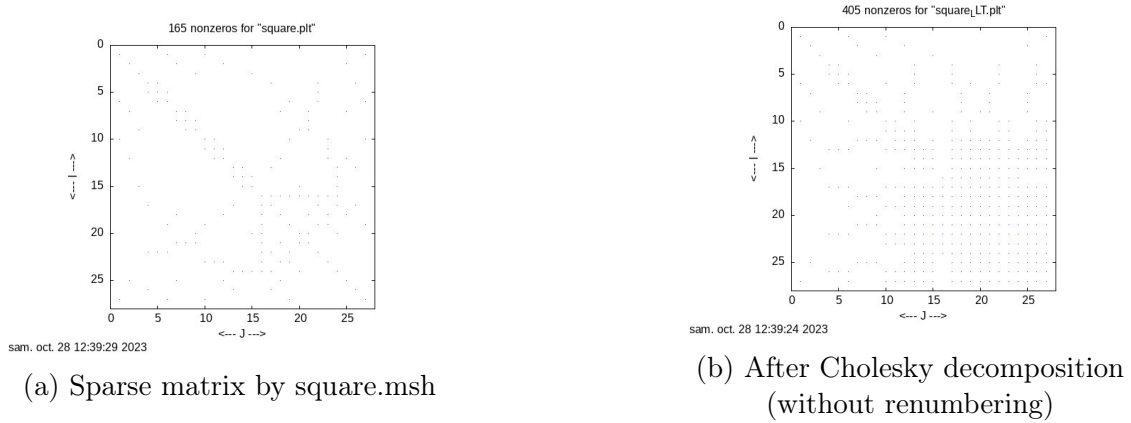 165 nonzeros for "square.plt"
0
5
10
15
20
25
<--- I --->
0 5 10 15 20 25
<--- J --->
sam. oct. 28 12:39:29 2023
(a) Sparse matrix by square.msh
405 nonzeros for "square_LLT.plt"
0
5
10
15
20
25
<--- I --->
0 5 10 15 20 25
<--- J --->
sam. oct. 28 12:39:24 2023
(b) After Cholesky decomposition
(without renumbering)